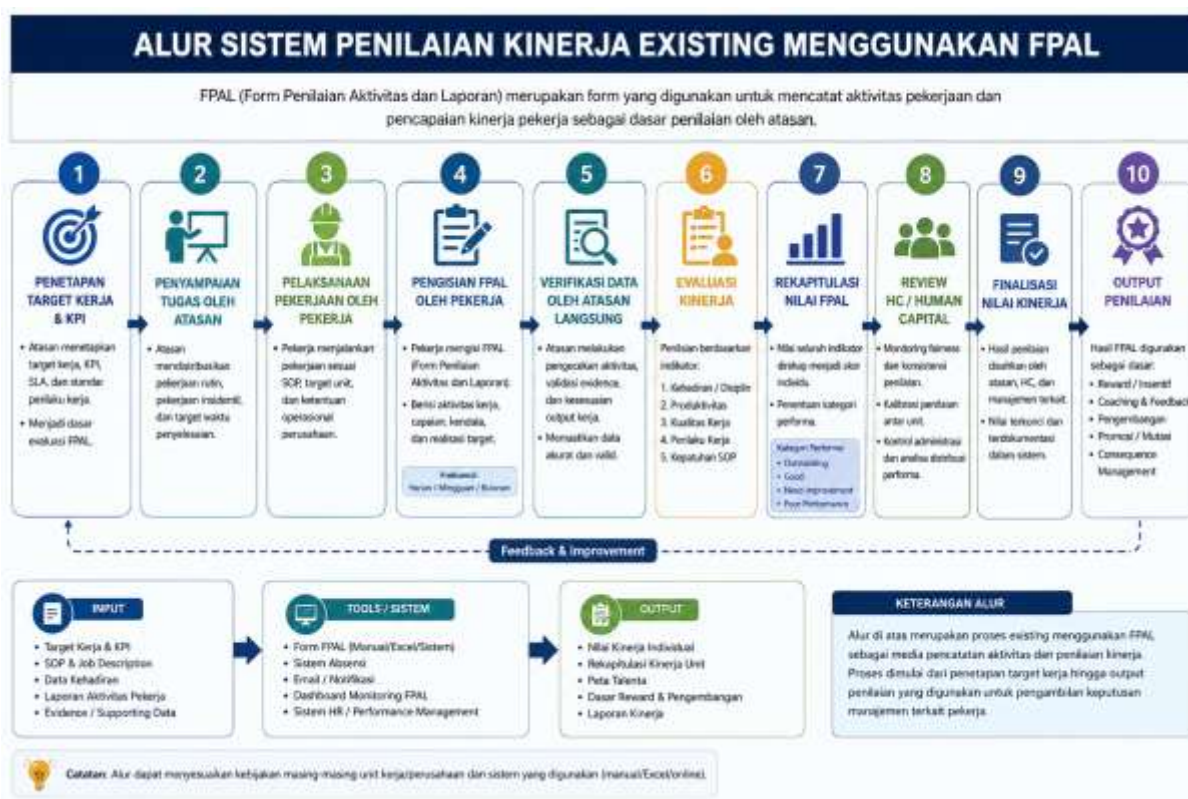 ALUR SISTEM PENILAIAN KINERJA EXISTING MENGGUNAKAN FPAL
FPAL (Form Penilaian Aktivitas dan Laporan) merupakan form yang digunakan untuk mencatat aktivitas pekerjaan dan
pencapaian kinerja pekerja sebagai dasar penilaian oleh atasan.
1
PENETAPAN
TARGET KERJA
& KPI
• Atasan menetapkan
target kerja, KPI,
SLA, dan standar
perilaku kerja.
• Menjadi dasar
evaluasi FPAL.
2
PENYAMPAIAN
TUGAS OLEH
ATASAN
• Atasan
mendistribusikan
pekerjaan rutin,
pekerjaan insidentil,
dan target waktu
penyelesaian.
3
PELAKSANAAN
PEKERJAAN OLEH
PEKERJA
• Pekerja menjalankan
pekerjaan sesuai
SOP, target unit,
dan ketentuan
operasional
perusahaan.
4
PENGISIAN FPAL
OLEH PEKERJA
• Pekerja mengisi FPAL
(Form Penilaian
Aktivitas dan Laporan).
• Berisi aktivitas kerja,
capaian, kendala,
dan realisasi target.
Frekuensi:
Harian / Mingguan / Bulanan
5
VERIFIKASI DATA
OLEH ATASAN
LANGSUNG
• Atasan melakukan
pengecekan aktivitas,
validasi evidence,
dan kesesuaian
output kerja.
• Memastikan data
akurat dan valid.
6
EVALUASI
KINERJA
Penilaian berdasarkan
indikator:
1. Kehadiran / Disiplin
2. Produktivitas
3. Kualitas Kerja
4. Perilaku Kerja
5. Kepatuhan SOP
7
REKAPITULASI
NILAI FPAL
• Nilai seluruh indikator
direkap menjadi skor
individu.
• Penentuan kategori
performa.
Kategori Performa:
• Outstanding
• Good
• Need Improvement
• Poor Performance
8
REVIEW
HC / HUMAN
CAPITAL
• Monitoring fairness
dan konsistensi
penilaian.
• Kalibrasi penilaian
antar unit.
• Kontrol administrasi
dan analisa distribusi
performa.
9
FINALISASI
NILAI KINERJA
• Hasil penilaian
disahkan oleh
atasan, HC, dan
manajemen terkait.
• Nilai terkunci dan
terdokumentasi
dalam sistem.
10
OUTPUT
PENILAIAN
Hasil FPAL digunakan
sebagai dasar:
• Reward / Insentif
• Coaching & Feedback
• Pengembangan
• Promosi / Mutasi
• Consequence
Management
Feedback & Improvement
INPUT
• Target Kerja & KPI
• SOP & Job Description
• Data Kehadiran
• Laporan Aktivitas Pekerja
• Evidence / Supporting Data
TOOLS / SISTEM
• Form FPAL (Manual/Excel/Sistem)
• Sistem Absensi
• Email / Notifikasi
• Dashboard Monitoring FPAL
• Sistem HR / Performance Management
OUTPUT
• Nilai Kinerja Individual
• Rekapitulasi Kinerja Unit
• Peta Talenta
• Dasar Reward & Pengembangan
• Laporan Kinerja
KETERANGAN ALUR
Alur di atas merupakan proses existing menggunakan FPAL
sebagai media pencatatan aktivitas dan penilaian kinerja.
Proses dimulai dari penetapan target kerja hingga output
penilaian yang digunakan untuk pengambilan keputusan
manajemen terkait pekerja.
Catatan: Alur dapat menyesuaikan kebijakan masing-masing unit kerja/perusahaan dan sistem yang digunakan (manual/Excel/online).